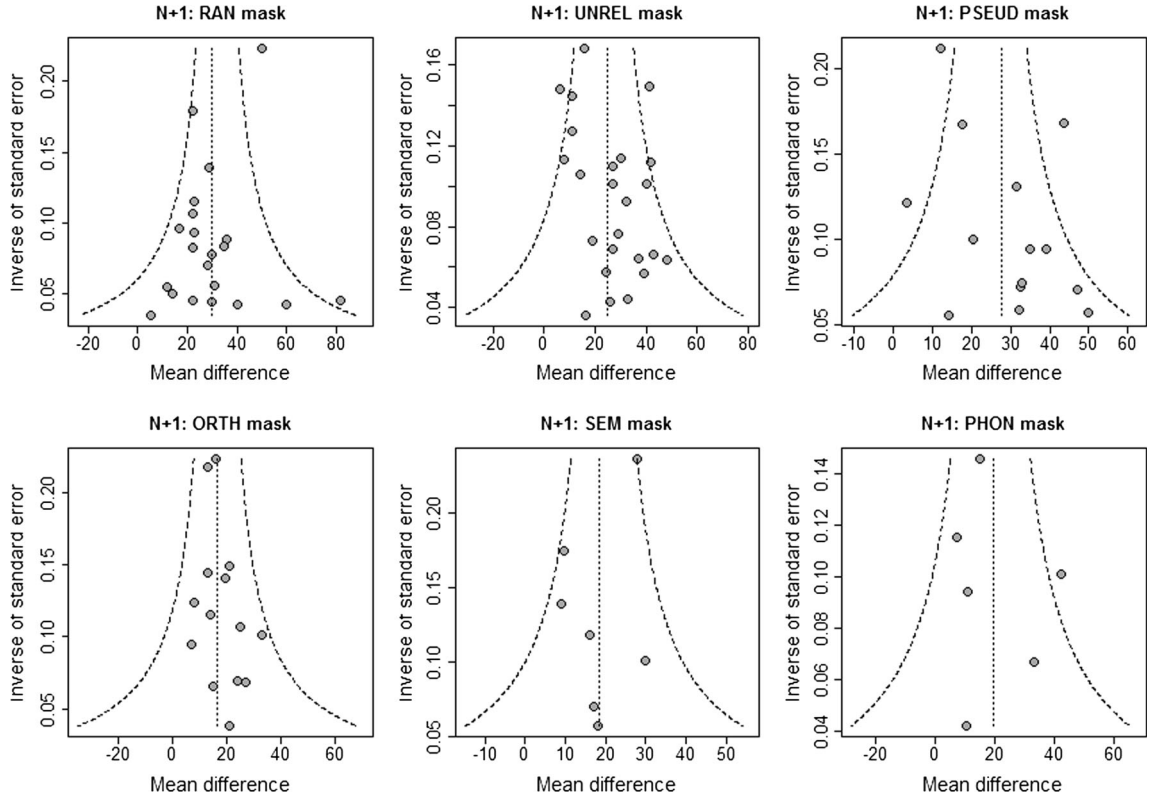 N+1: RAN mask
Inverse of standard error
0.05 0.10 0.15 0.20
-20 0 20 40 60 80
Mean difference
N+1: UNREL mask
Inverse of standard error
0.04 0.08 0.12 0.16
-20 0 20 40 60 80
Mean difference
N+1: PSEUD mask
Inverse of standard error
0.05 0.10 0.15 0.20
-10 0 10 20 30 40 50 60
Mean difference
N+1: ORTH mask
Inverse of standard error
0.05 0.10 0.15 0.20
-20 0 20 40 60
Mean difference
N+1: SEM mask
Inverse of standard error
0.05 0.10 0.15 0.20
-10 0 10 20 30 40 50
Mean difference
N+1: PHON mask
Inverse of standard error
0.04 0.06 0.08 0.10 0.12 0.14
-20 0 20 40 60
Mean difference